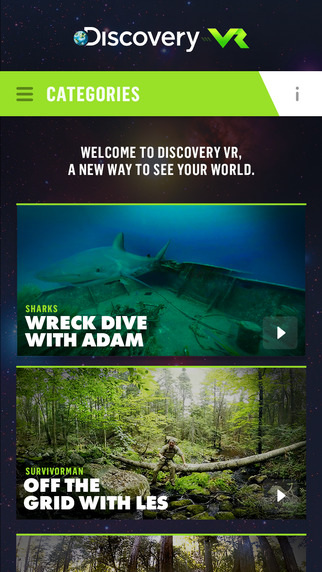 Discovery VR
CATEGORIES
i
WELCOME TO DISCOVERY VR,
A NEW WAY TO SEE YOUR WORLD.
SHARKS
WRECK DIVE
WITH ADAM
SURVIVORMAN
OFF THE
GRID WITH LES